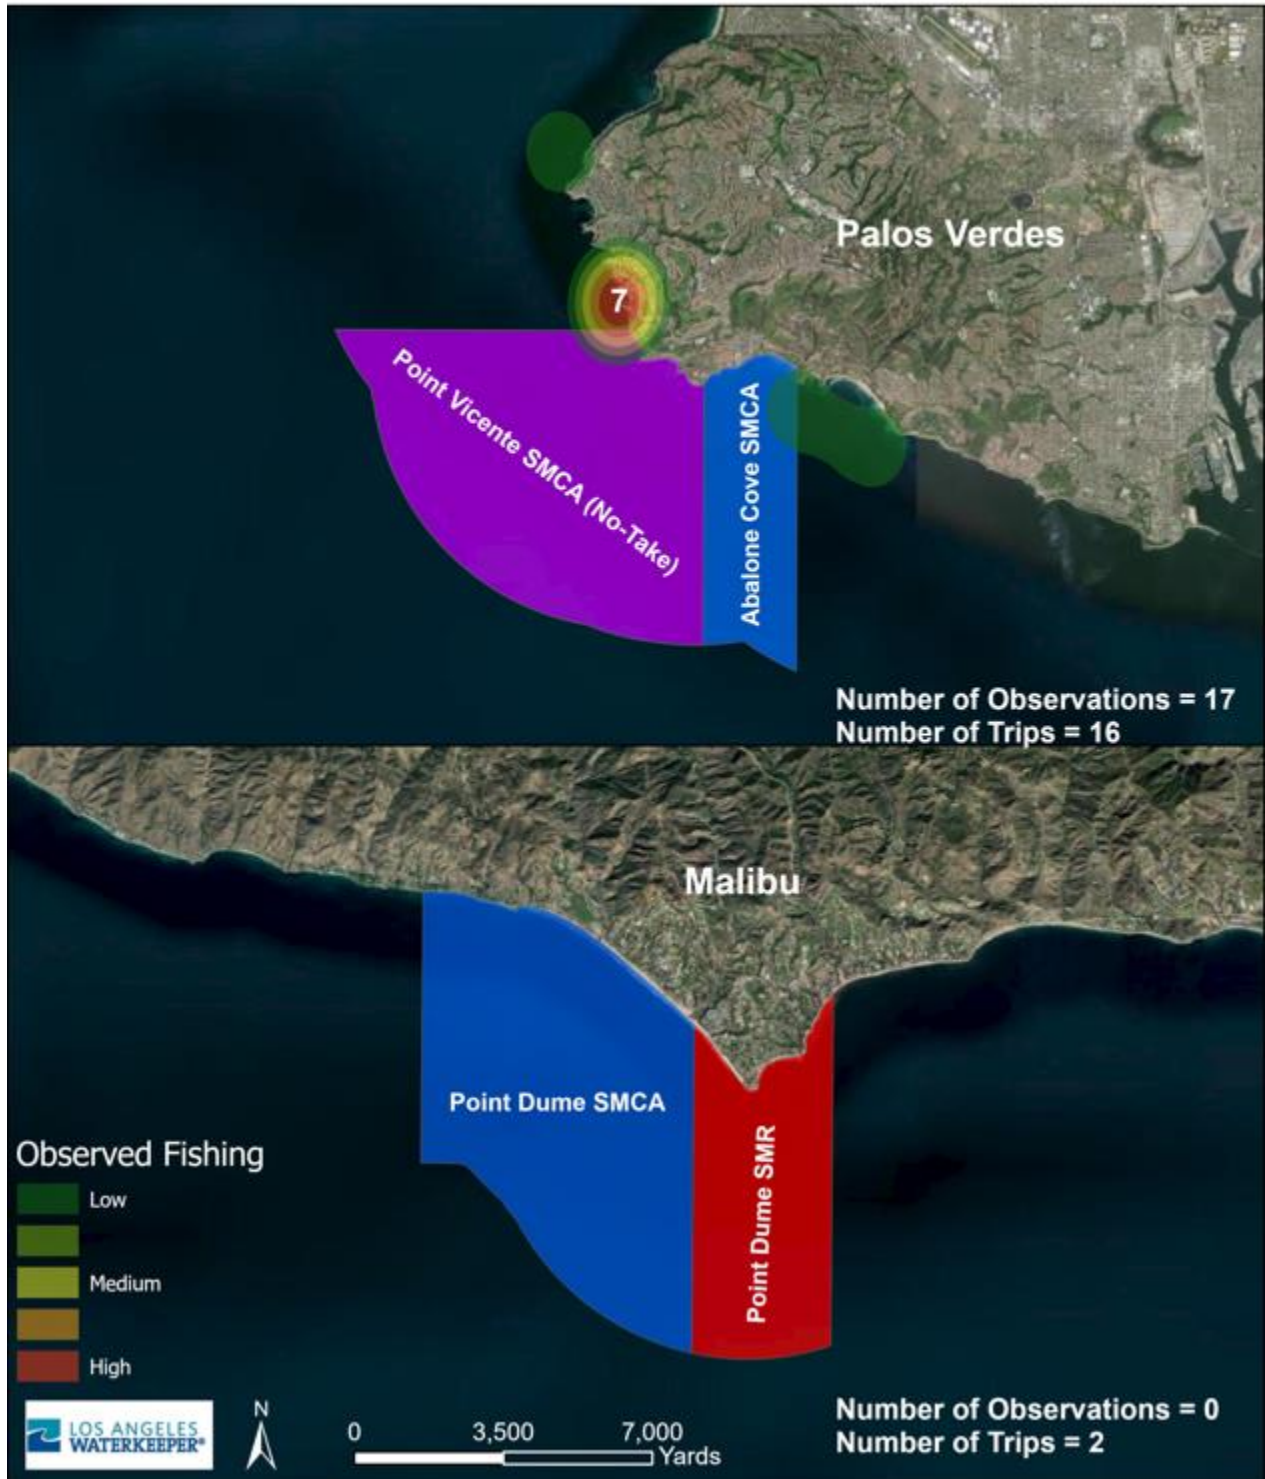 Palos Verdes
7
Point Vicente SMCA (No-Take)
Abalone Cove SMCA
Number of Observations = 17
Number of Trips = 16
Malibu
Point Dume SMCA
Point Dume SMR
Observed Fishing
Low
Medium
High
LOS ANGELES
WATERKEEPER®
N
0 3,500 7,000
Yards
Number of Observations = 0
Number of Trips = 2